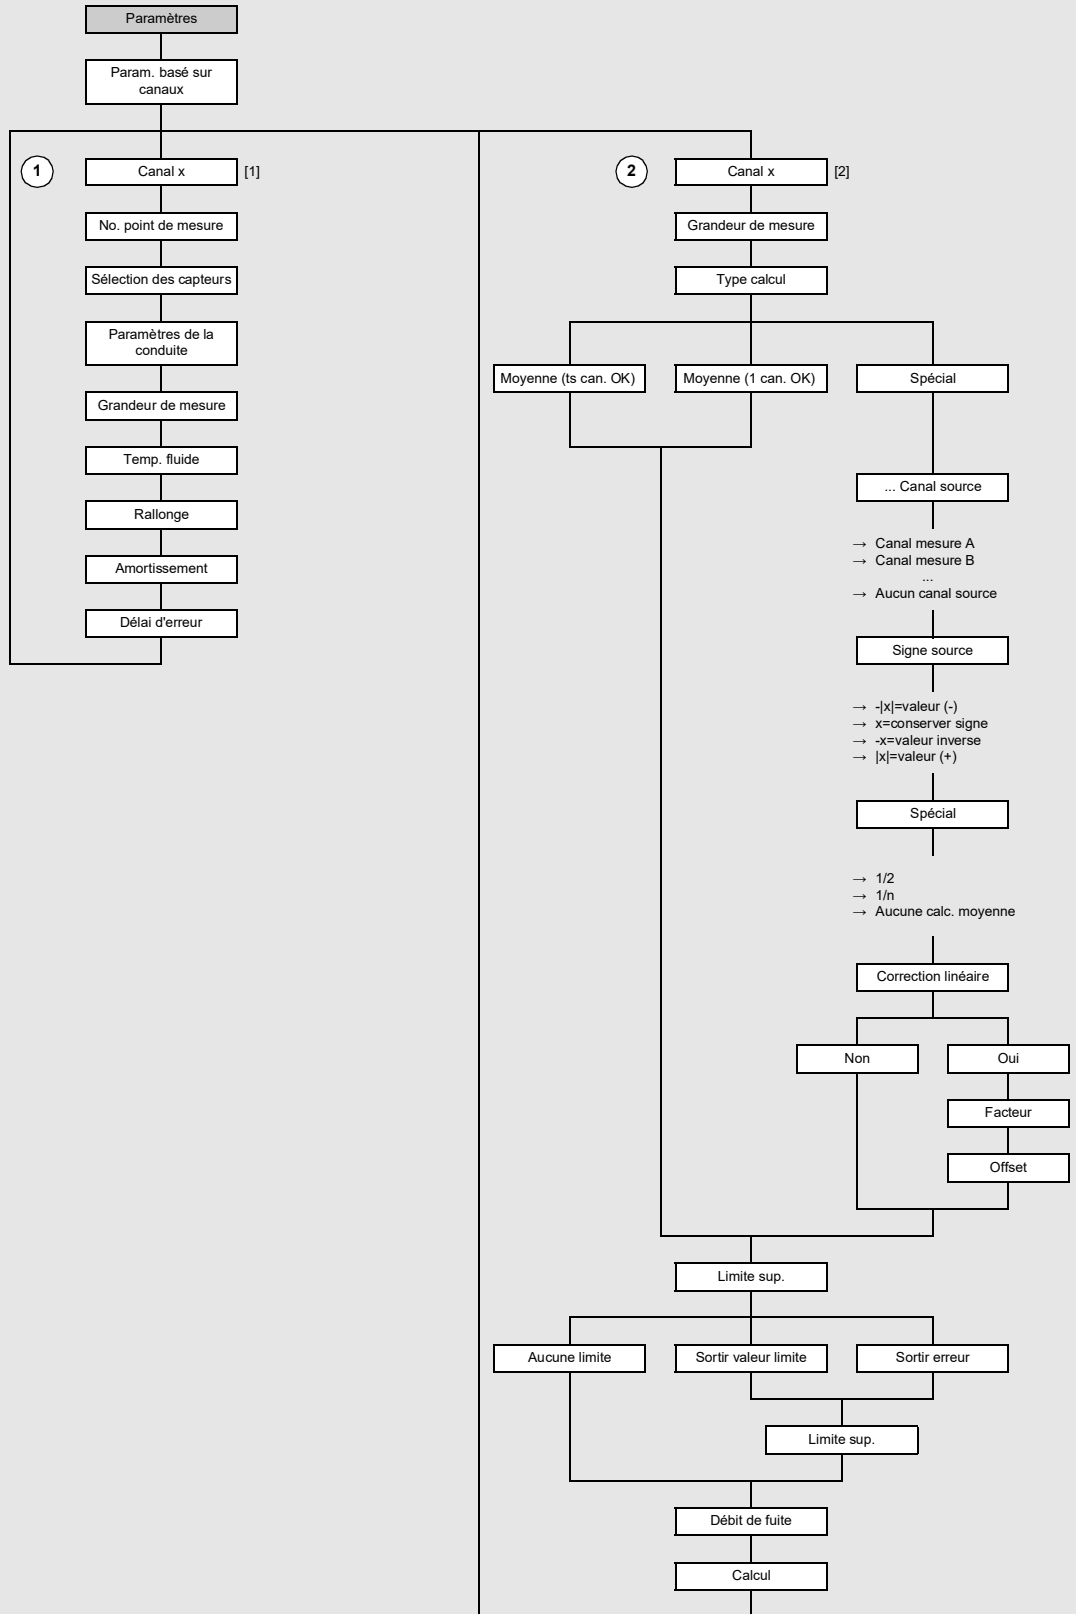 Paramètres
Param. basé sur
canaux
1
Canal x
[1]
No. point de mesure
Sélection des capteurs
Paramètres de la
conduite
Grandeur de mesure
Temp. fluide
Rallonge
Amortissement
Délai d'erreur
2
Canal x
[2]
Grandeur de mesure
Type calcul
Moyenne (ts can. OK)
Moyenne (1 can. OK)
Spécial
... Canal source
→ Canal mesure A
→ Canal mesure B
...
→ Aucun canal source
Signe source
→ -|x|=valeur (-)
→ x=conserver signe
→ -x=valeur inverse
→ |x|=valeur (+)
Spécial
→ 1/2
→ 1/n
→ Aucune calc. moyenne
Correction linéaire
Non
Oui
Facteur
Offset
Limite sup.
Aucune limite
Sortir valeur limite
Sortir erreur
Limite sup.
Débit de fuite
Calcul